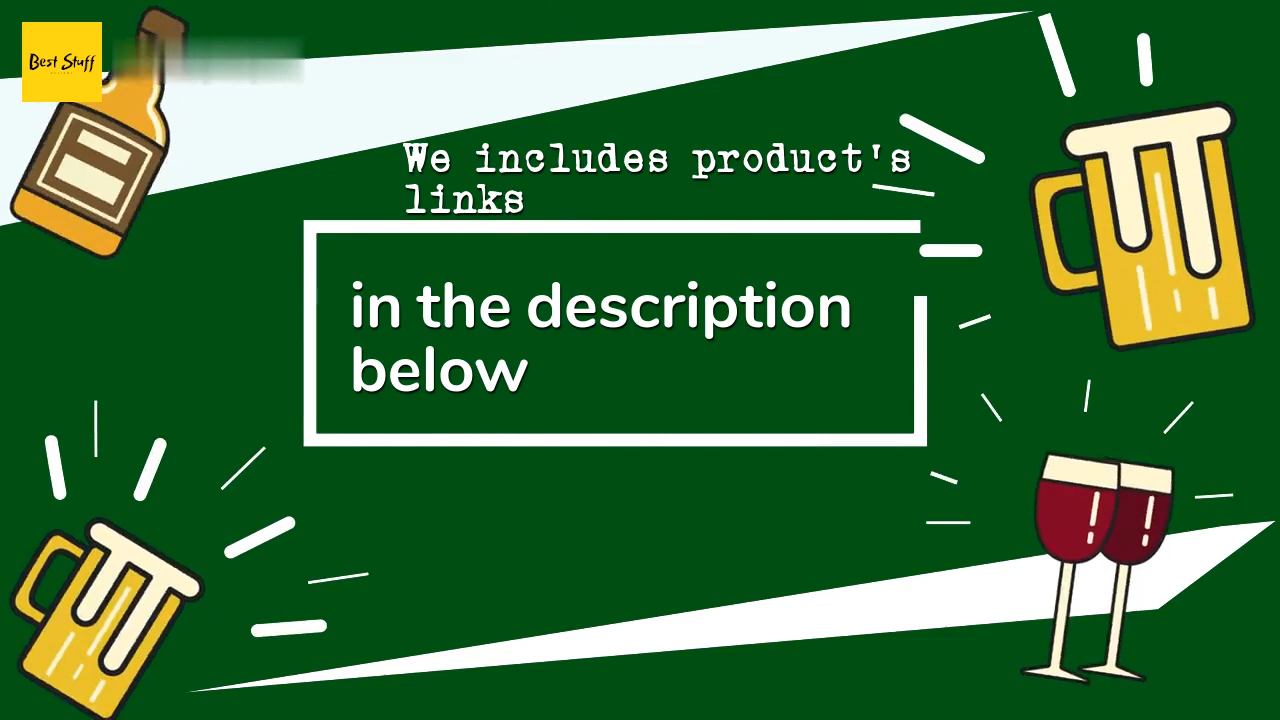 Best Stuff
We includes product's
links
in the description
below